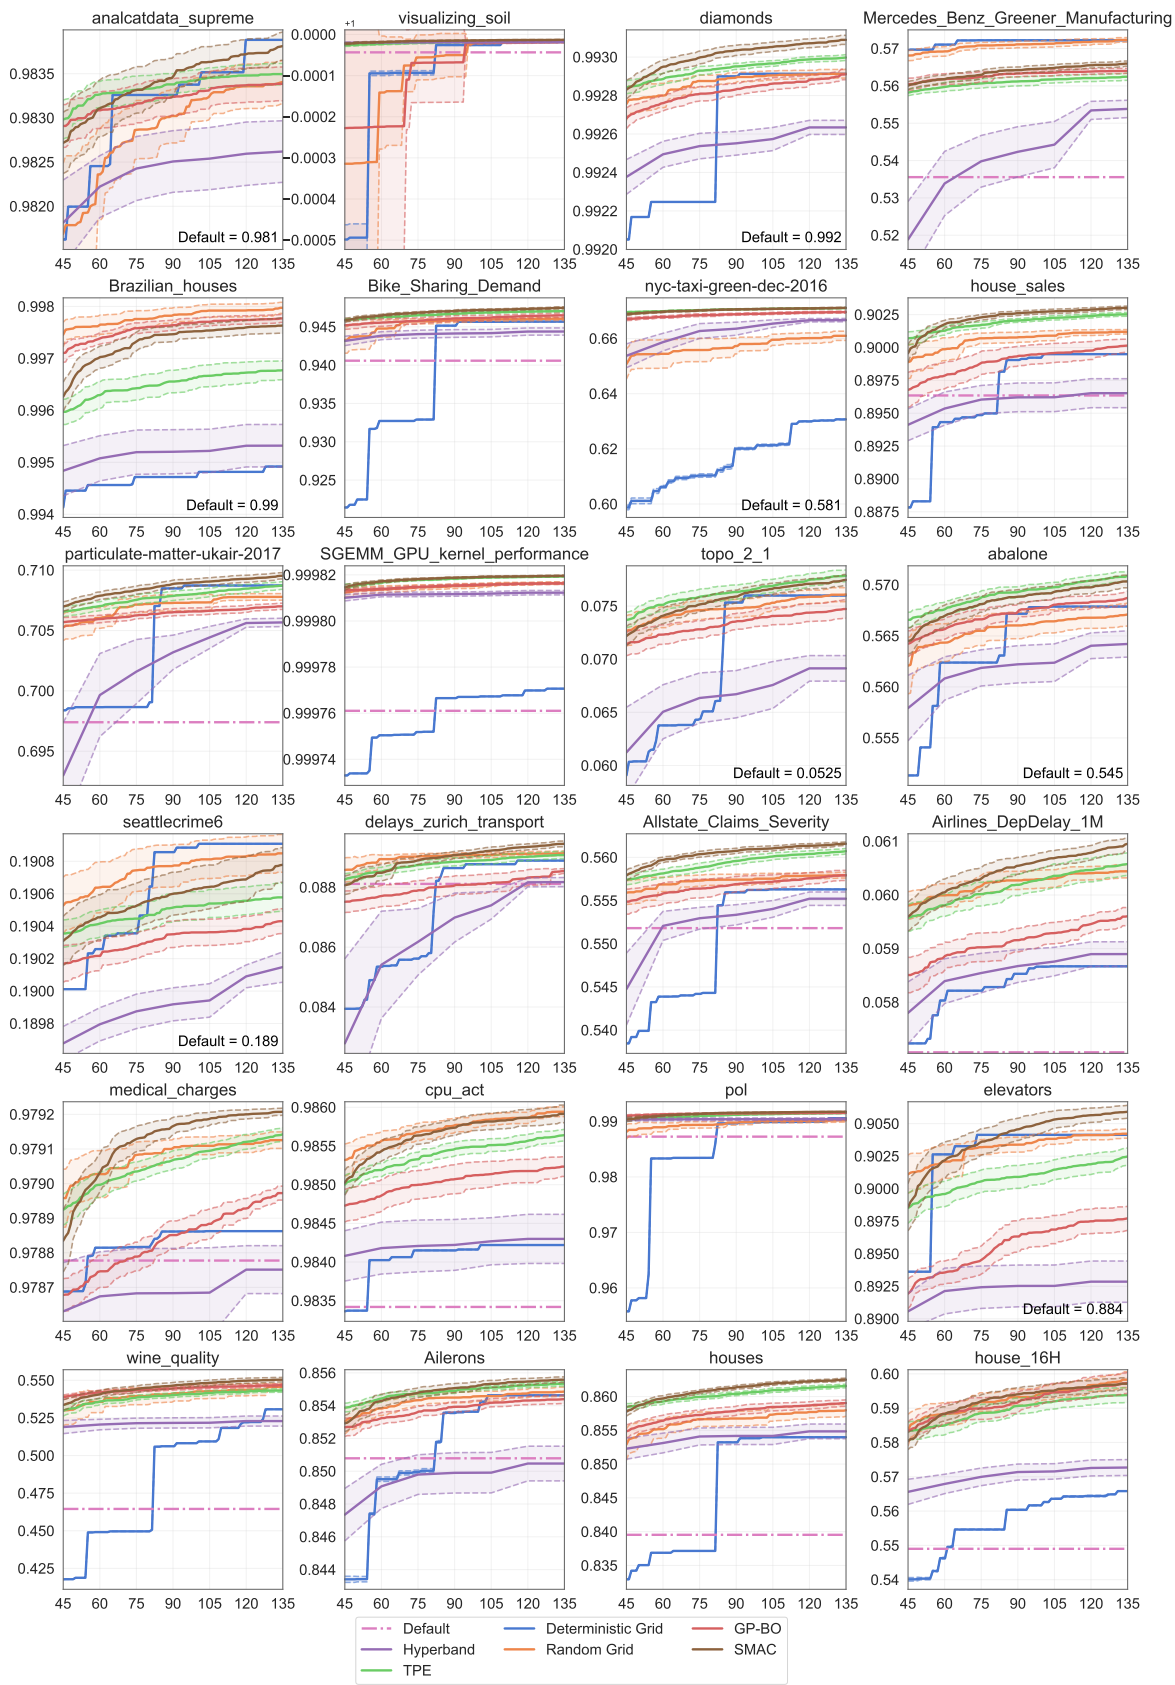 analcatdata_supreme
visualizing_soil
diamonds
Mercedes_Benz_Greener_Manufacturing
0.9835
0.9830
0.9825
0.9820
Default = 0.981
45 60 75 90 105 120 135
+1
0.0000
−0.0001
−0.0002
−0.0003
−0.0004
−0.0005
45 60 75 90 105 120 135
0.9930
0.9928
0.9926
0.9924
0.9922
0.9920
Default = 0.992
45 60 75 90 105 120 135
0.57
0.56
0.55
0.54
0.53
0.52
45 60 75 90 105 120 135
Brazilian_houses
Bike_Sharing_Demand
nyc-taxi-green-dec-2016
house_sales
0.998
0.997
0.996
0.995
0.994
Default = 0.99
45 60 75 90 105 120 135
0.945
0.940
0.935
0.930
0.925
45 60 75 90 105 120 135
0.66
0.64
0.62
0.60
Default = 0.581
45 60 75 90 105 120 135
0.9025
0.9000
0.8975
0.8950
0.8925
0.8900
0.8875
45 60 75 90 105 120 135
particulate-matter-ukair-2017
SGEMM_GPU_kernel_performance
topo_2_1
abalone
0.710
0.705
0.700
0.695
45 60 75 90 105 120 135
0.99982
0.99980
0.99978
0.99976
0.99974
45 60 75 90 105 120 135
0.075
0.070
0.065
0.060
Default = 0.0525
45 60 75 90 105 120 135
0.570
0.565
0.560
0.555
Default = 0.545
45 60 75 90 105 120 135
seattlecrime6
delays_zurich_transport
Allstate_Claims_Severity
Airlines_DepDelay_1M
0.1908
0.1906
0.1904
0.1902
0.1900
0.1898
Default = 0.189
45 60 75 90 105 120 135
0.088
0.086
0.084
45 60 75 90 105 120 135
0.560
0.555
0.550
0.545
0.540
45 60 75 90 105 120 135
0.061
0.060
0.059
0.058
45 60 75 90 105 120 135
medical_charges
cpu_act
pol
elevators
0.9792
0.9791
0.9790
0.9789
0.9788
0.9787
45 60 75 90 105 120 135
0.9860
0.9855
0.9850
0.9845
0.9840
0.9835
45 60 75 90 105 120 135
0.99
0.98
0.97
0.96
45 60 75 90 105 120 135
0.9050
0.9025
0.9000
0.8975
0.8950
0.8925
0.8900
Default = 0.884
45 60 75 90 105 120 135
wine_quality
Ailerons
houses
house_16H
0.550
0.525
0.500
0.475
0.450
0.425
45 60 75 90 105 120 135
0.856
0.854
0.852
0.850
0.848
0.846
0.844
45 60 75 90 105 120 135
0.860
0.855
0.850
0.845
0.840
0.835
45 60 75 90 105 120 135
0.60
0.59
0.58
0.57
0.56
0.55
0.54
45 60 75 90 105 120 135
Default
Hyperband
TPE
Deterministic Grid
Random Grid
GP-BO
SMAC